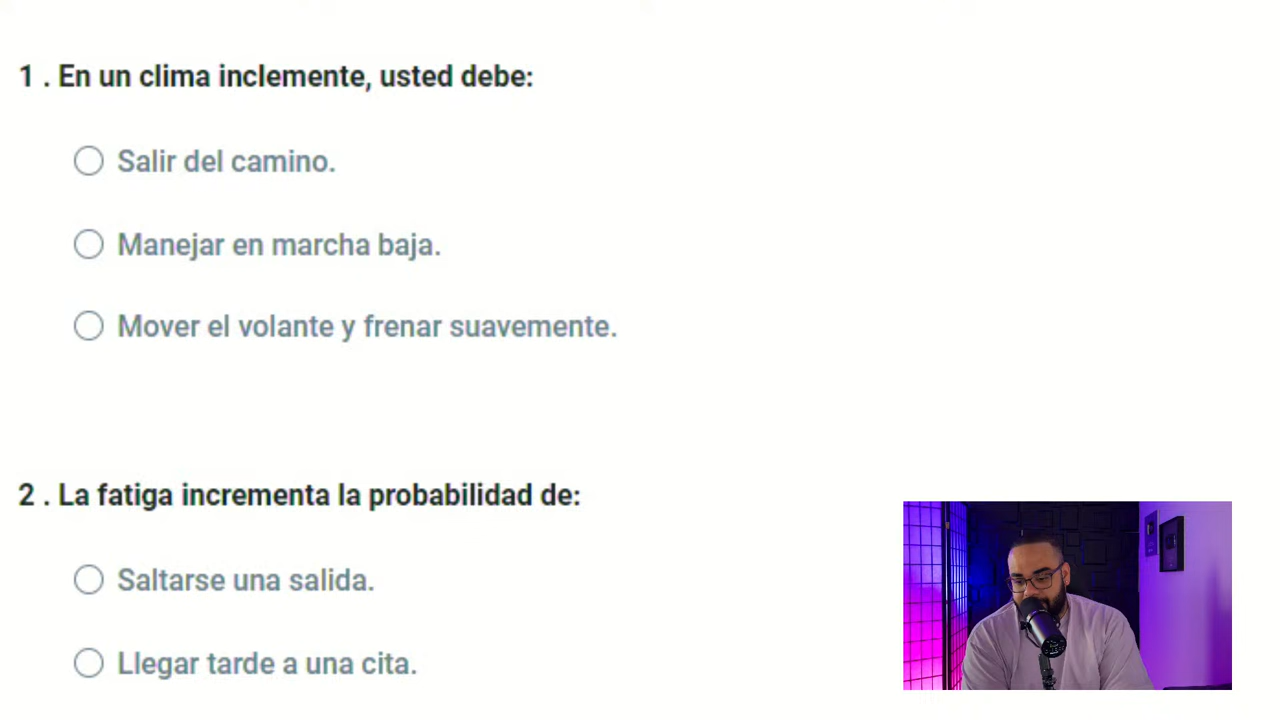 1 . En un clima inclemente, usted debe:
Salir del camino.
Manejar en marcha baja.
Mover el volante y frenar suavemente.
2 . La fatiga incrementa la probabilidad de:
Saltarse una salida.
Llegar tarde a una cita.